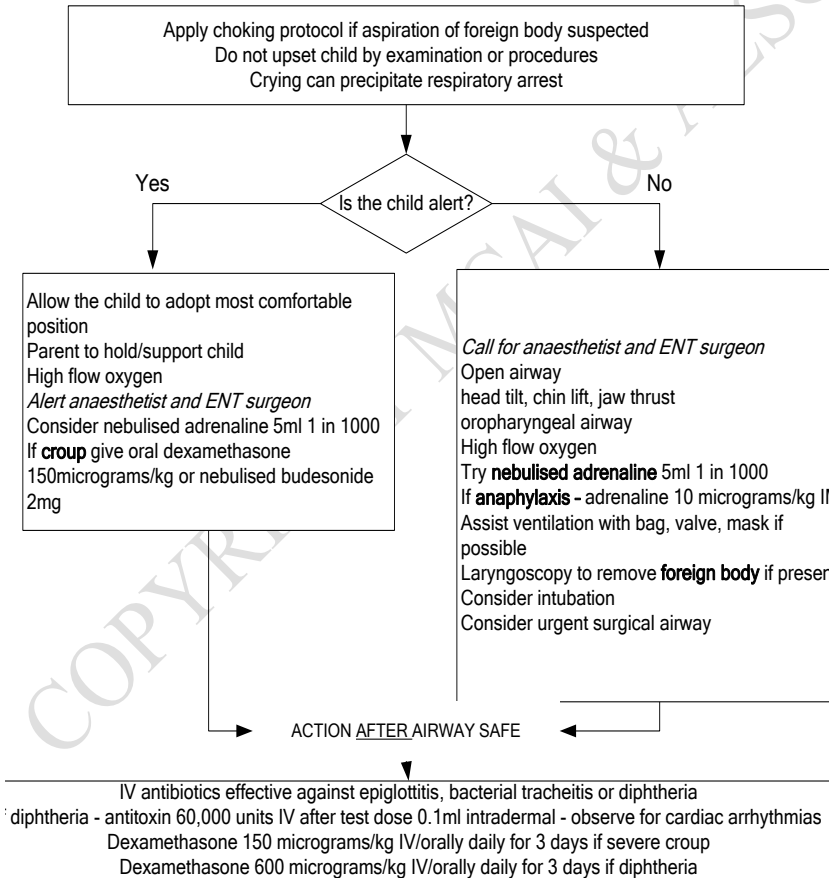 Apply choking protocol if aspiration of foreign body suspected
Do not upset child by examination or procedures
Crying can precipitate respiratory arrest
Is the child alert?
Yes
No
Allow the child to adopt most comfortable
position
Parent to hold/support child
High flow oxygen
Alert anaesthetist and ENT surgeon
Consider nebulised adrenaline 5ml 1 in 1000
If croup give oral dexamethasone
150micrograms/kg or nebulised budesonide
2mg
Call for anaesthetist and ENT surgeon
Open airway
head tilt, chin lift, jaw thrust
oropharyngeal airway
High flow oxygen
Try nebulised adrenaline 5ml 1 in 1000
If anaphylaxis - adrenaline 10 micrograms/kg
Assist ventilation with bag, valve, mask if
possible
Laryngoscopy to remove foreign body if
Consider intubation
Consider urgent surgical airway
ACTION AFTER AIRWAY SAFE
IV antibiotics effective against epiglottitis, bacterial tracheitis or diphtheria
diphtheria - antitoxin 60,000 units IV after test dose 0.1ml intradermal - observe for cardiac arrhythmias
Dexamethasone 150 micrograms/kg IV/orally daily for 3 days if severe croup
Dexamethasone 600 micrograms/kg IV/orally daily for 3 days if diphtheria